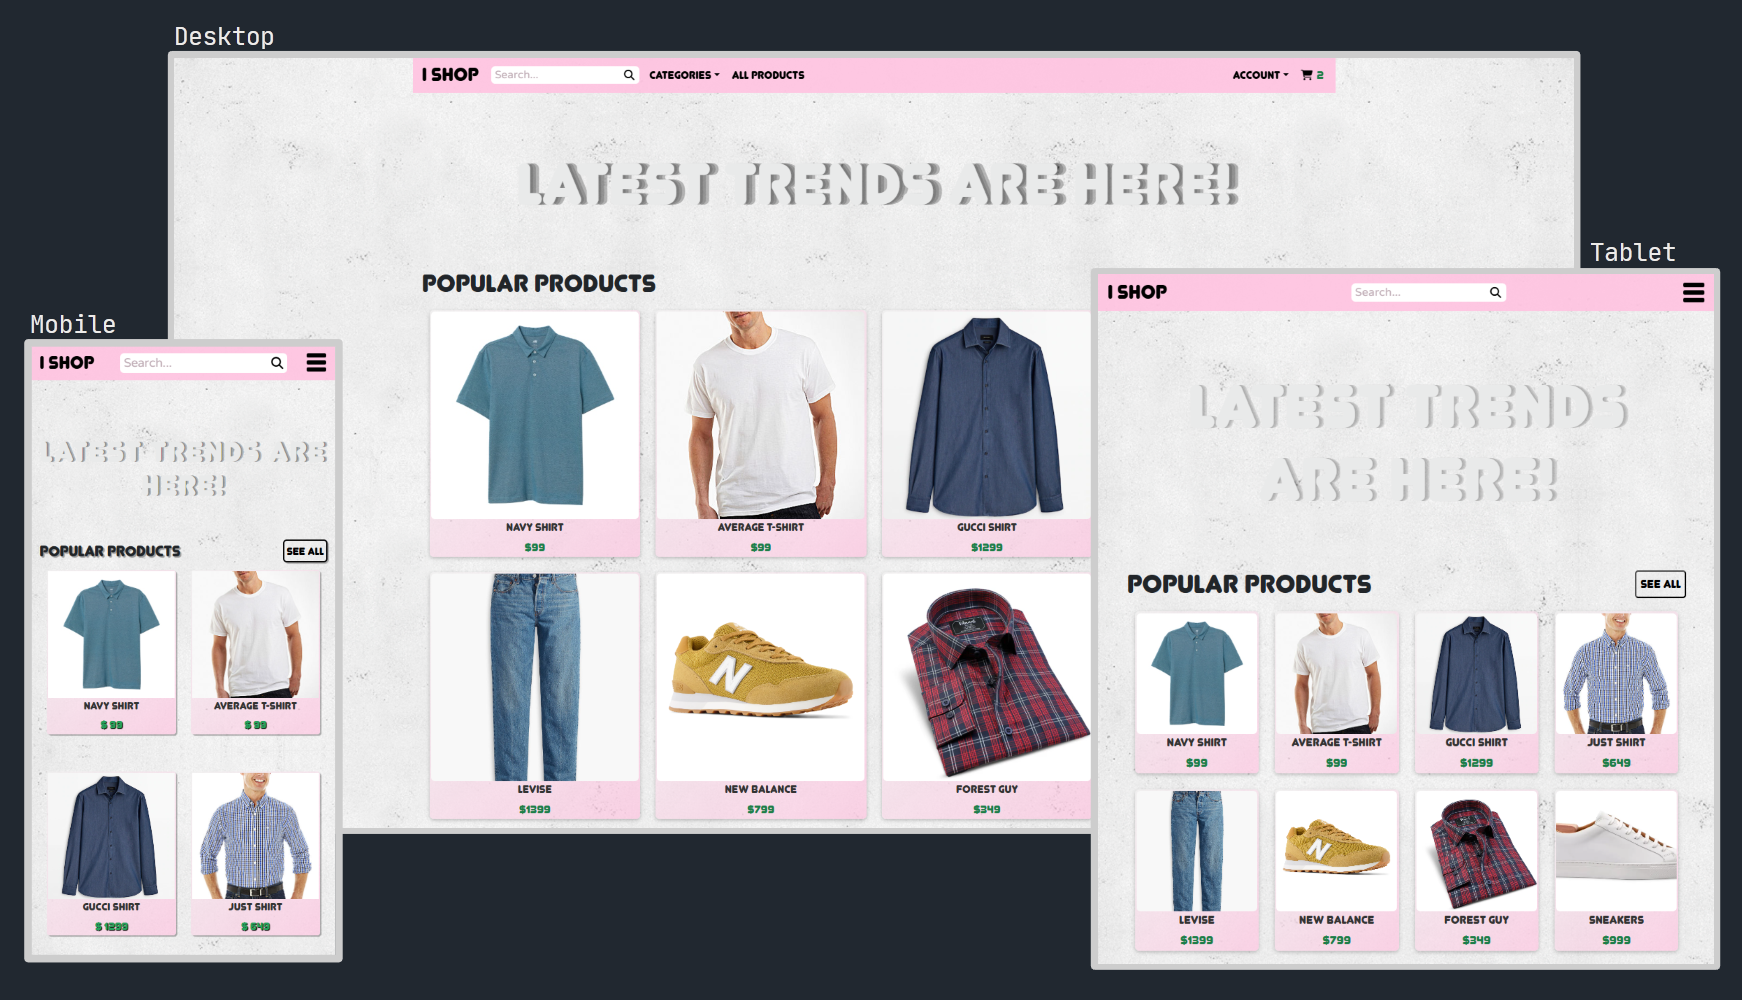 Desktop
I SHOP Search... CATEGORIES ALL PRODUCTS ACCOUNT 2
LATEST TRENDS ARE HERE!
POPULAR PRODUCTS
NAVY SHIRT
$99
AVERAGE T-SHIRT
$99
GUCCI SHIRT
$1299
LEVISE
$1399
NEW BALANCE
$799
FOREST GUY
$349
Mobile
I SHOP Search...
LATEST TRENDS ARE
HERE!
POPULAR PRODUCTS SEE ALL
NAVY SHIRT
$ 99
AVERAGE T-SHIRT
$ 99
GUCCI SHIRT
$ 1299
JUST SHIRT
$ 649
Tablet
I SHOP Search...
LATEST TRENDS
ARE HERE!
POPULAR PRODUCTS SEE ALL
NAVY SHIRT
$99
AVERAGE T-SHIRT
$99
GUCCI SHIRT
$1299
JUST SHIRT
$649
LEVISE
$1399
NEW BALANCE
$799
FOREST GUY
$349
SNEAKERS
$999